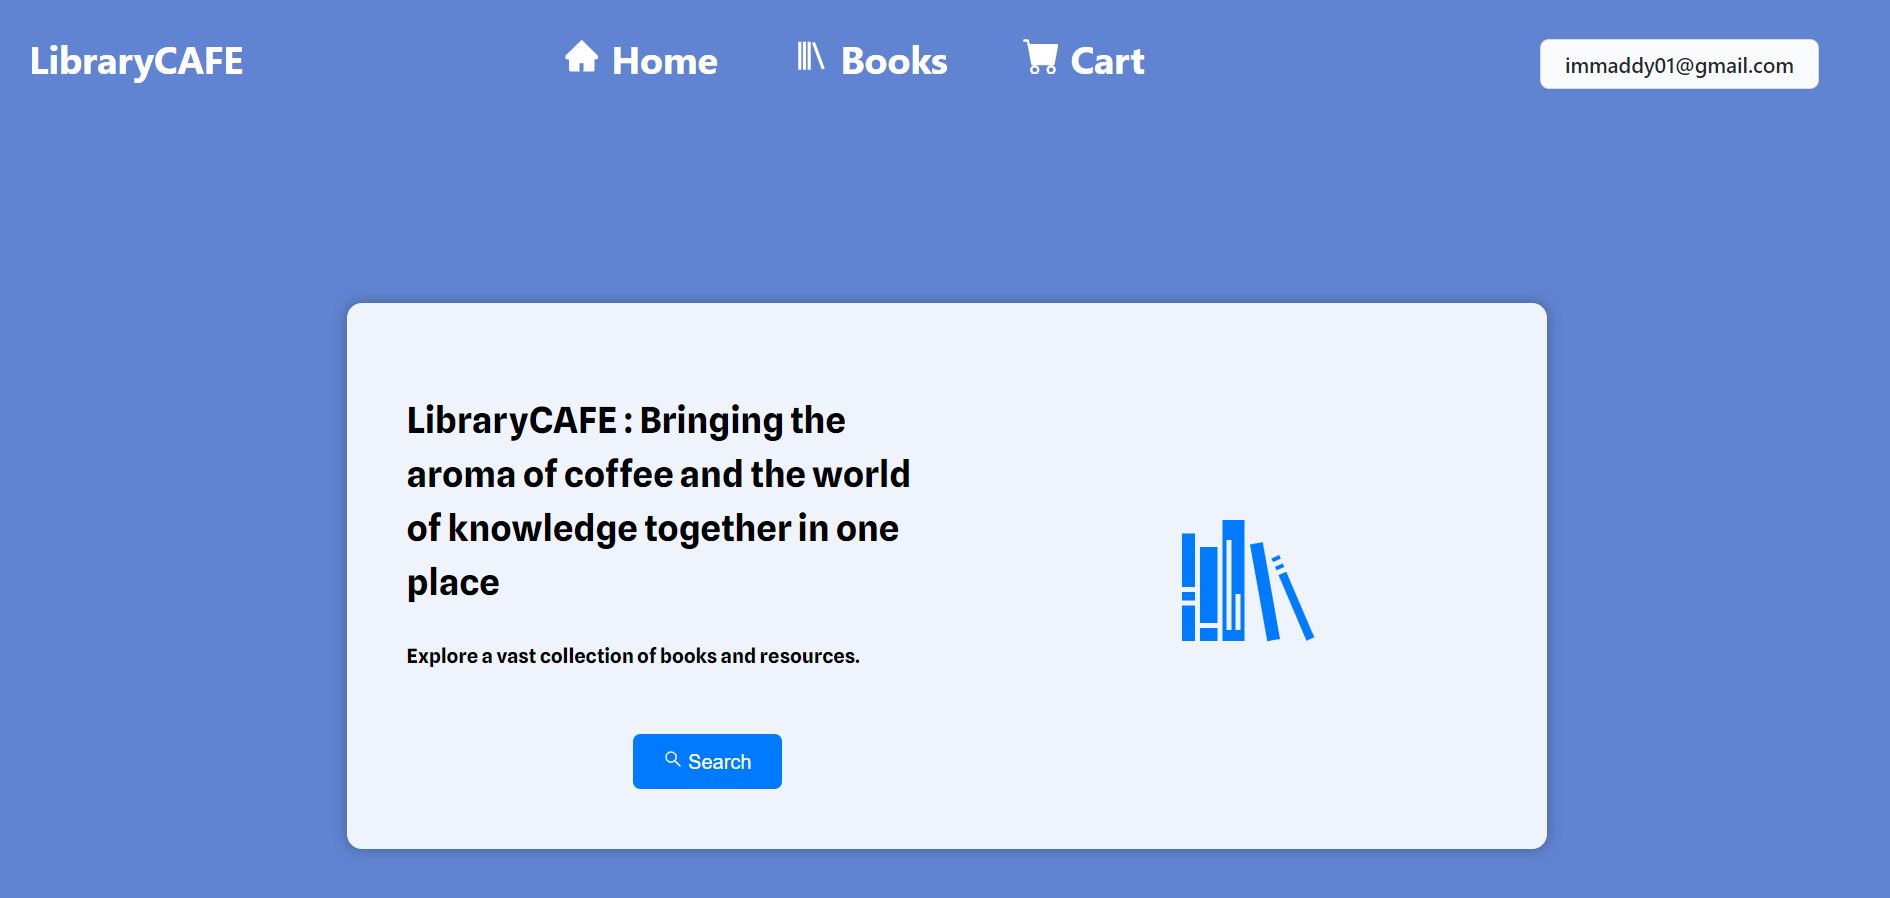 LibraryCAFE
Home
Books
Cart
immaddy01@gmail.com
LibraryCAFE : Bringing the
aroma of coffee and the world
of knowledge together in one
place
Explore a vast collection of books and resources.
Search